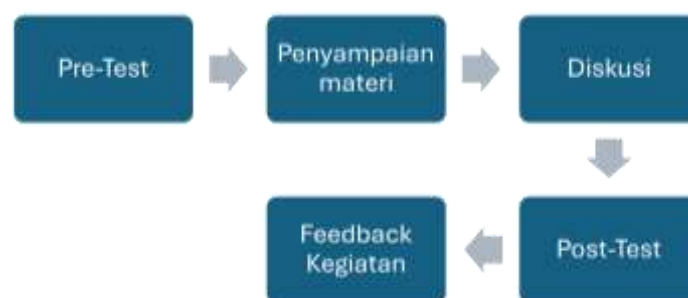 Pre-Test
Penyampaian
materi
Diskusi
Post-Test
Feedback
Kegiatan